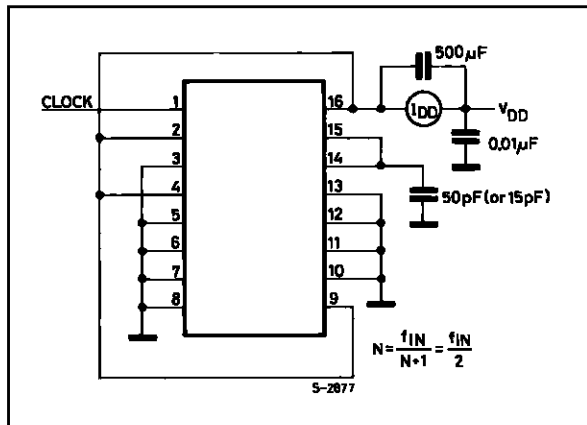 500µF
CLOCK
1
16
IDD
VDD
2
15
0.01µF
3
14
4
13
50pF (or 15pF)
5
12
6
11
7
10
8
9
N = fIN / N+1 = fIN / 2
S-2877